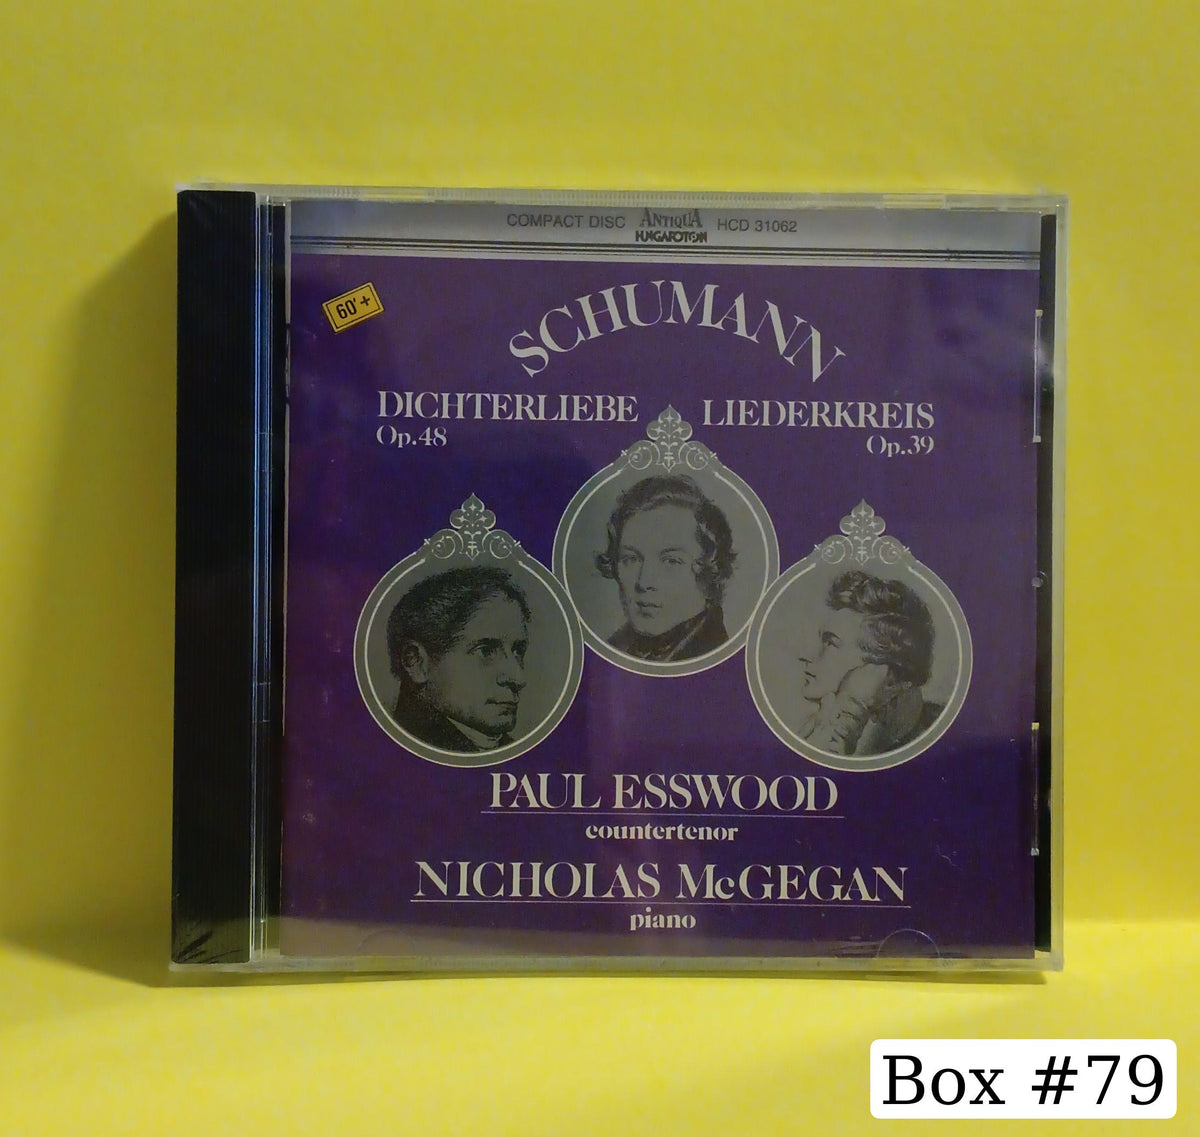 COMPACT DISC ANTIQUA HUNGAROTON HCD 31062
60'+
SCHUMANN
DICHTERLIEBE LIEDERKREIS
Op.48 Op.39
PAUL ESSWOOD
countertenor
NICHOLAS McGEGAN
piano
Box #79